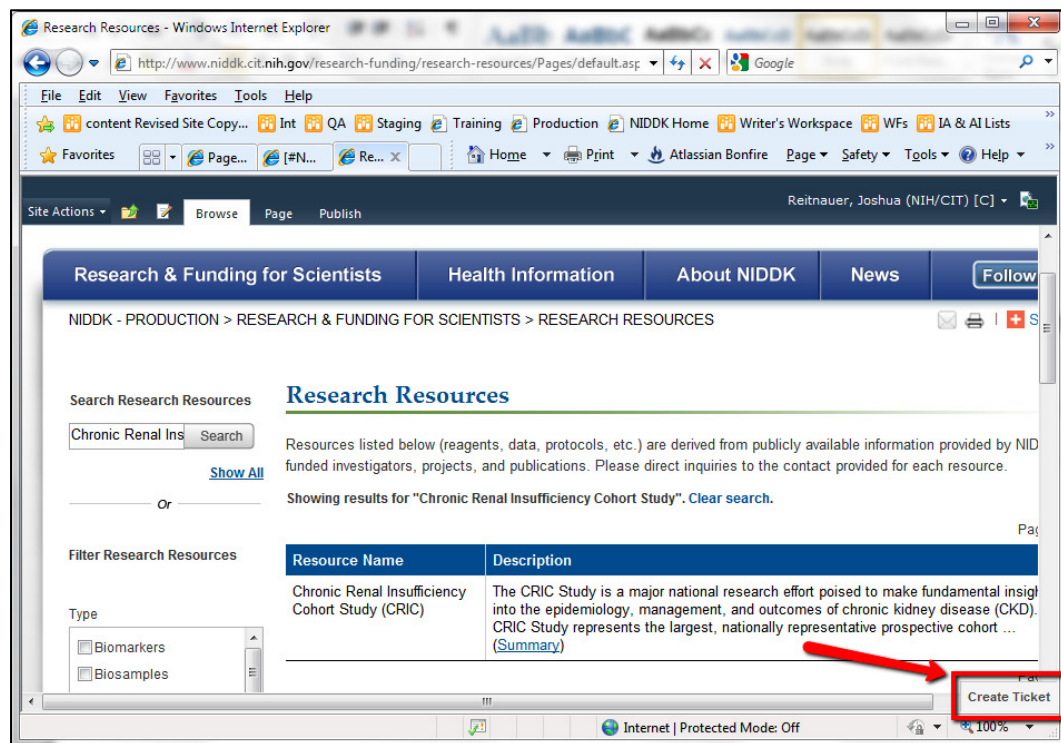 Research Resources - Windows Internet Explorer
http://www.niddk.cit.nih.gov/research-funding/research-resources/Pages/default.asp
Google
File Edit View Favorites Tools Help
content Revised Site Copy... Int QA Staging Training Production NIDDK Home Writer's Workspace WFs IA & AI Lists
Favorites Page... [#N... Re... X Home Print Atlassian Bonfire Page Safety Tools Help
Reitnauer, Joshua (NIH/CIT) [C]
Site Actions Browse Page Publish
Research & Funding for Scientists Health Information About NIDDK News Follow
NIDDK - PRODUCTION > RESEARCH & FUNDING FOR SCIENTISTS > RESEARCH RESOURCES
S
Search Research Resources
Chronic Renal Ins Search
Show All
Or
Filter Research Resources
Type
Biomarkers
Biosamples
Research Resources
Resources listed below (reagents, data, protocols, etc.) are derived from publicly available information provided by NID
funded investigators, projects, and publications. Please direct inquiries to the contact provided for each resource.
Showing results for "Chronic Renal Insufficiency Cohort Study". Clear search.
Pag
Resource Name Description
Chronic Renal Insufficiency
Cohort Study (CRIC)
The CRIC Study is a major national research effort poised to make fundamental insigh
into the epidemiology, management, and outcomes of chronic kidney disease (CKD).
CRIC Study represents the largest, nationally representative prospective cohort ...
(Summary)
Create Ticket
Internet | Protected Mode: Off 100%